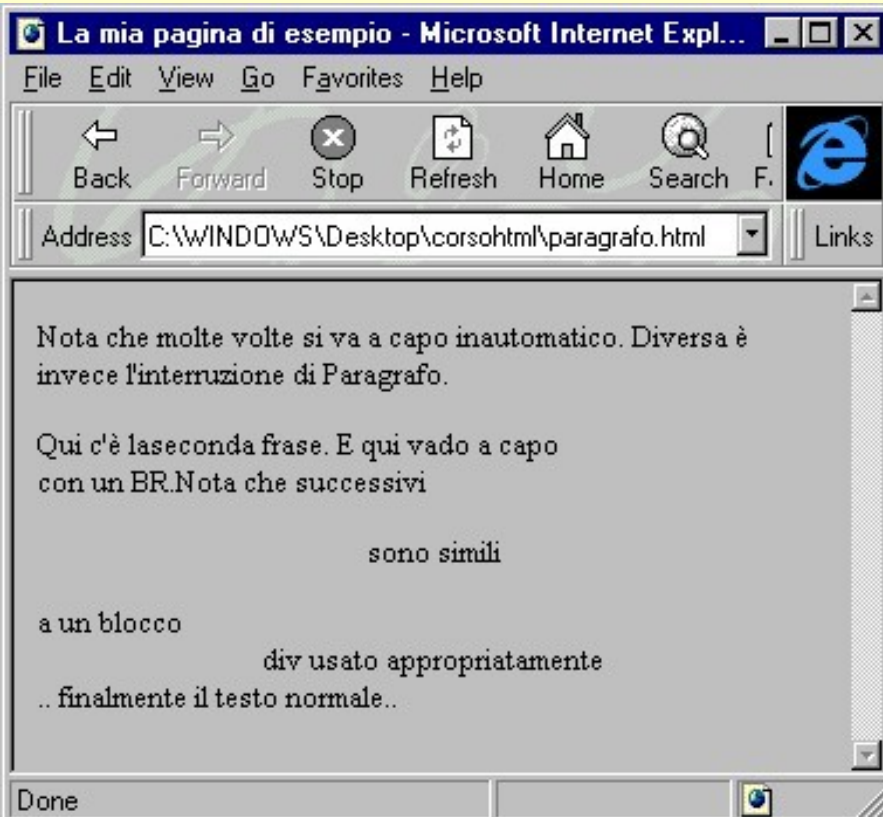 La mia pagina di esempio - Microsoft Internet Expl...
File Edit View Go Favorites Help
Back Forward Stop Refresh Home Search F.
Address C:\WINDOWS\Desktop\corsohtml\paragrafo.html Links
Nota che molte volte si va a capo inautomatico. Diversa è
invece l'interruzione di Paragrafo.
Qui c'è laseconda frase. E qui vado a capo
con un BR.Nota che successivi
sono simili
a un blocco
div usato appropriatamente
.. finalmente il testo normale..
Done